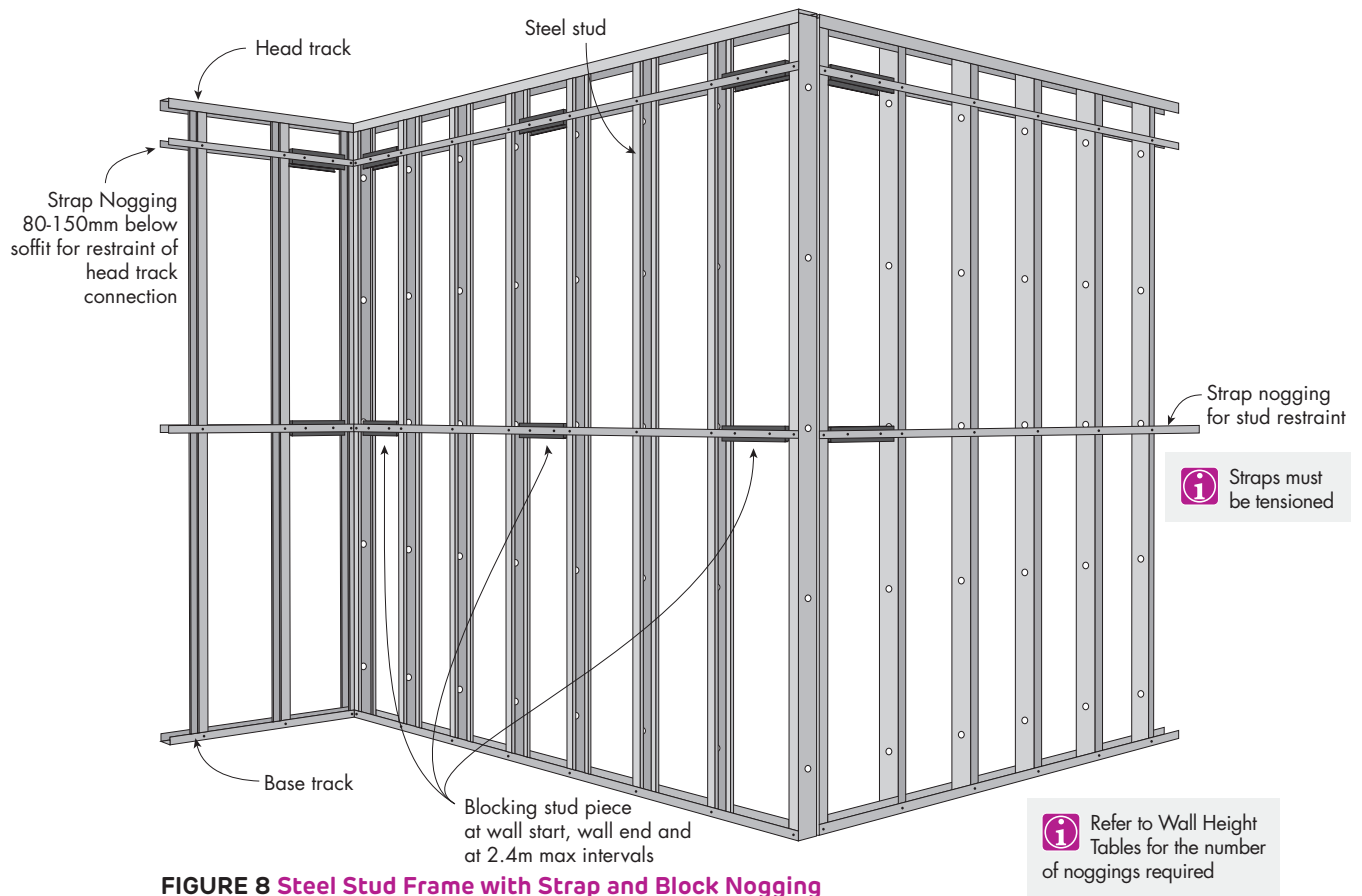 Head track
Steel stud
Strap Nogging
80-150mm below
soffit for restraint of
head track
connection
Strap nogging
for stud restraint
Straps must
be tensioned
Base track
Blocking stud piece
at wall start, wall end and
at 2.4m max intervals
Refer to Wall Height
Tables for the number
of noggings required
FIGURE 8 Steel Stud Frame with Strap and Block Nogging